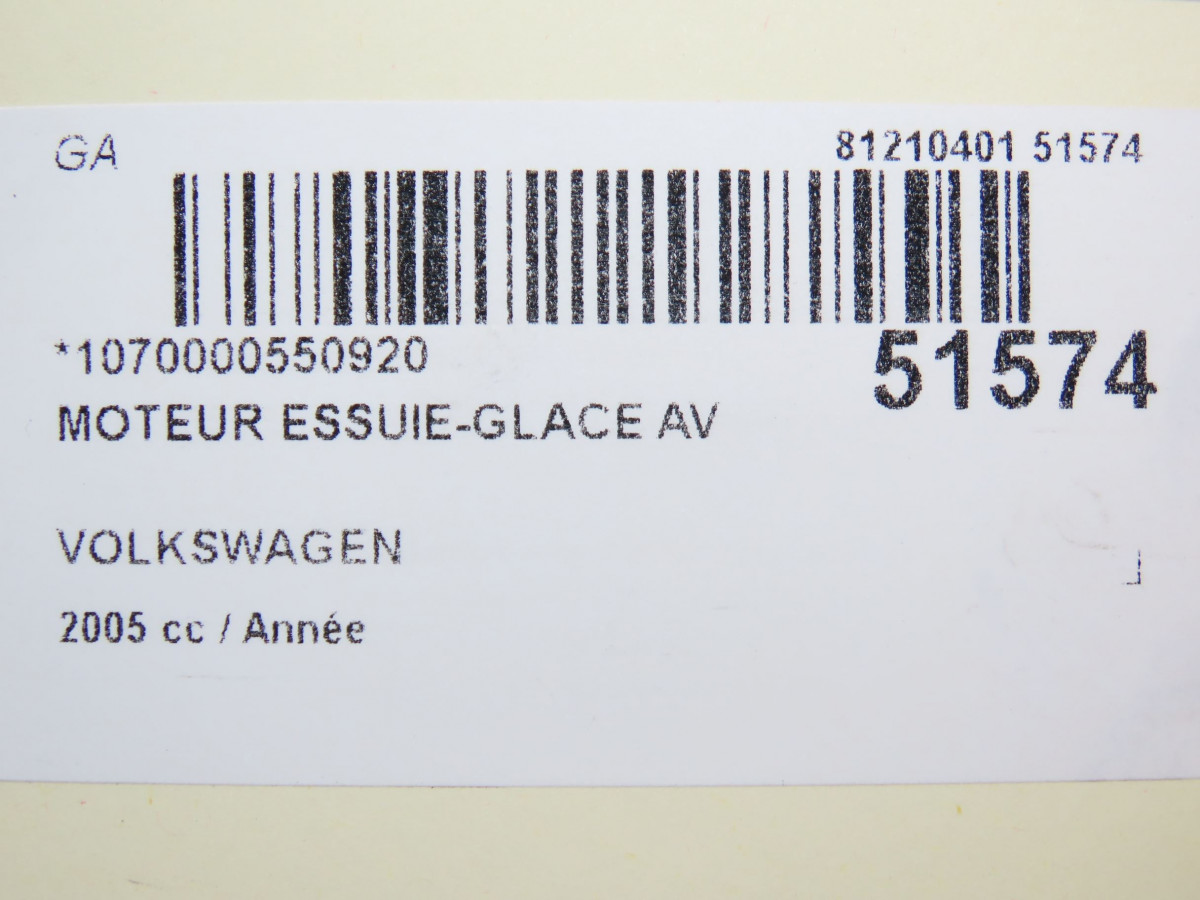 GA
81210401 51574
*1070000550920
51574
MOTEUR ESSUIE-GLACE AV
VOLKSWAGEN
2005 cc / Année